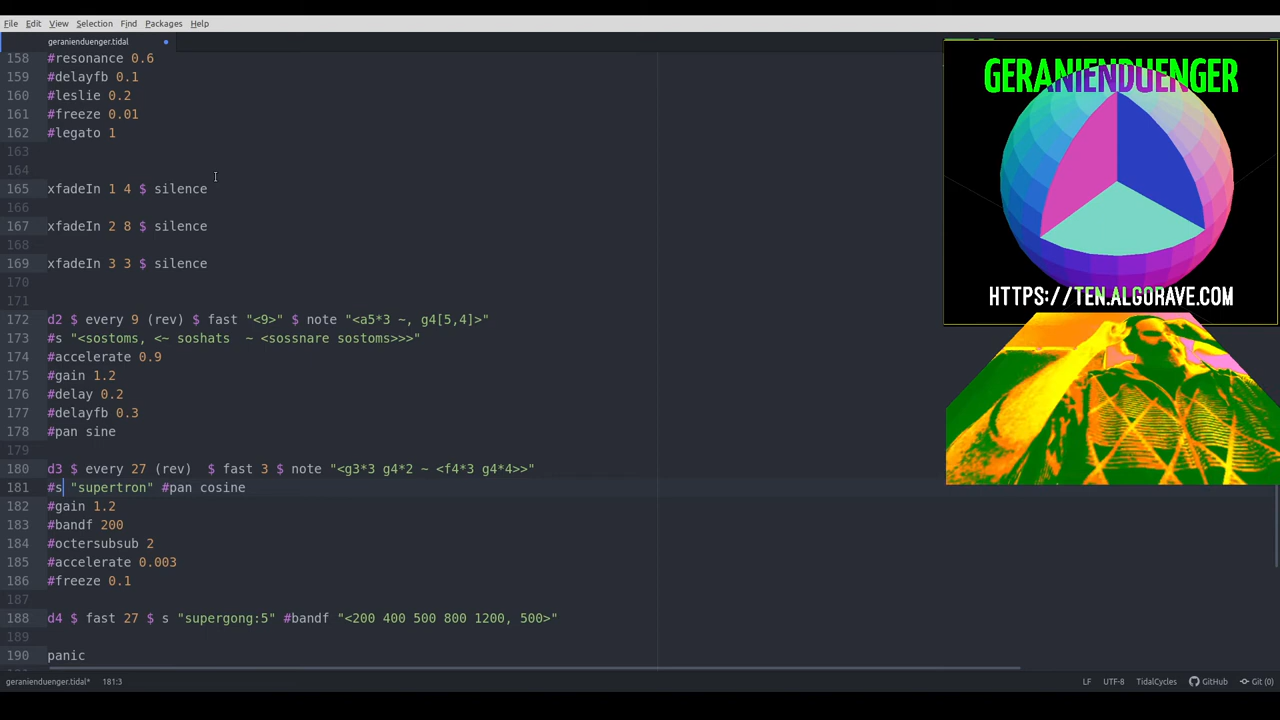 File Edit View Selection Find Packages Help
geranienduenger.tidal
158 #resonance 0.6
159 #delayfb 0.1
160 #leslie 0.2
161 #freeze 0.01
162 #legato 1
163
164
165 xfadeIn 1 4 $ silence
166
167 xfadeIn 2 8 $ silence
168
169 xfadeIn 3 3 $ silence
170
171
172 d2 $ every 9 (rev) $ fast "<9>" $ note "<a5*3 ~, g4[5,4]>"
173 #s "<sostoms, <~ soshats  ~ <sossnare sostoms>>>"
174 #accelerate 0.9
175 #gain 1.2
176 #delay 0.2
177 #delayfb 0.3
178 #pan sine
179
180 d3 $ every 27 (rev)  $ fast 3 $ note "<g3*3 g4*2 ~ <f4*3 g4*4>>"
181 #s "supertron" #pan cosine
182 #gain 1.2
183 #bandf 200
184 #octersubsub 2
185 #accelerate 0.003
186 #freeze 0.1
187
188 d4 $ fast 27 $ s "supergong:5" #bandf "<200 400 500 800 1200, 500>"
189
190 panic
GERANIENDUENGER
HTTPS://TEN.ALGORAVE.COM
geranienduenger.tidal* 181:3 LF UTF-8 TidalCycles GitHub Git (0)